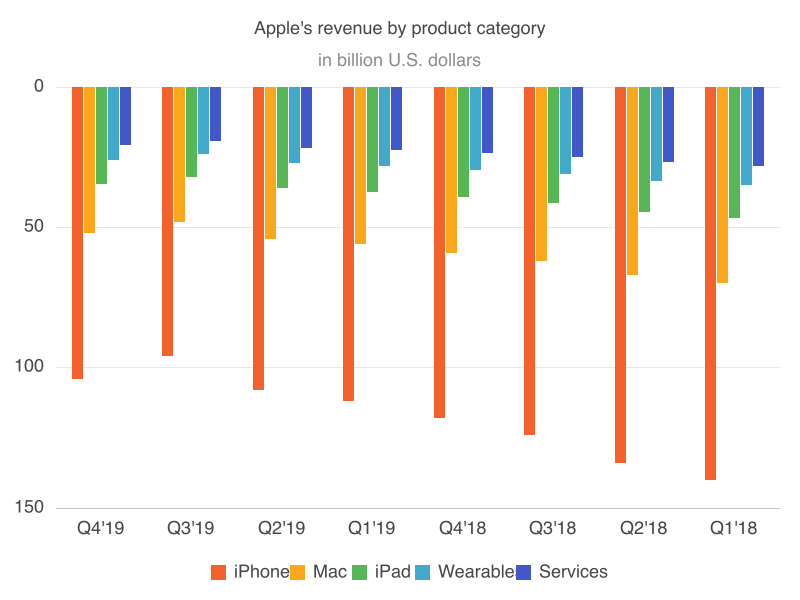 Apple's revenue by product category
in billion U.S. dollars
0
50
100
150
Q4'19 Q3'19 Q2'19 Q1'19 Q4'18 Q3'18 Q2'18 Q1'18
iPhone Mac iPad Wearable Services